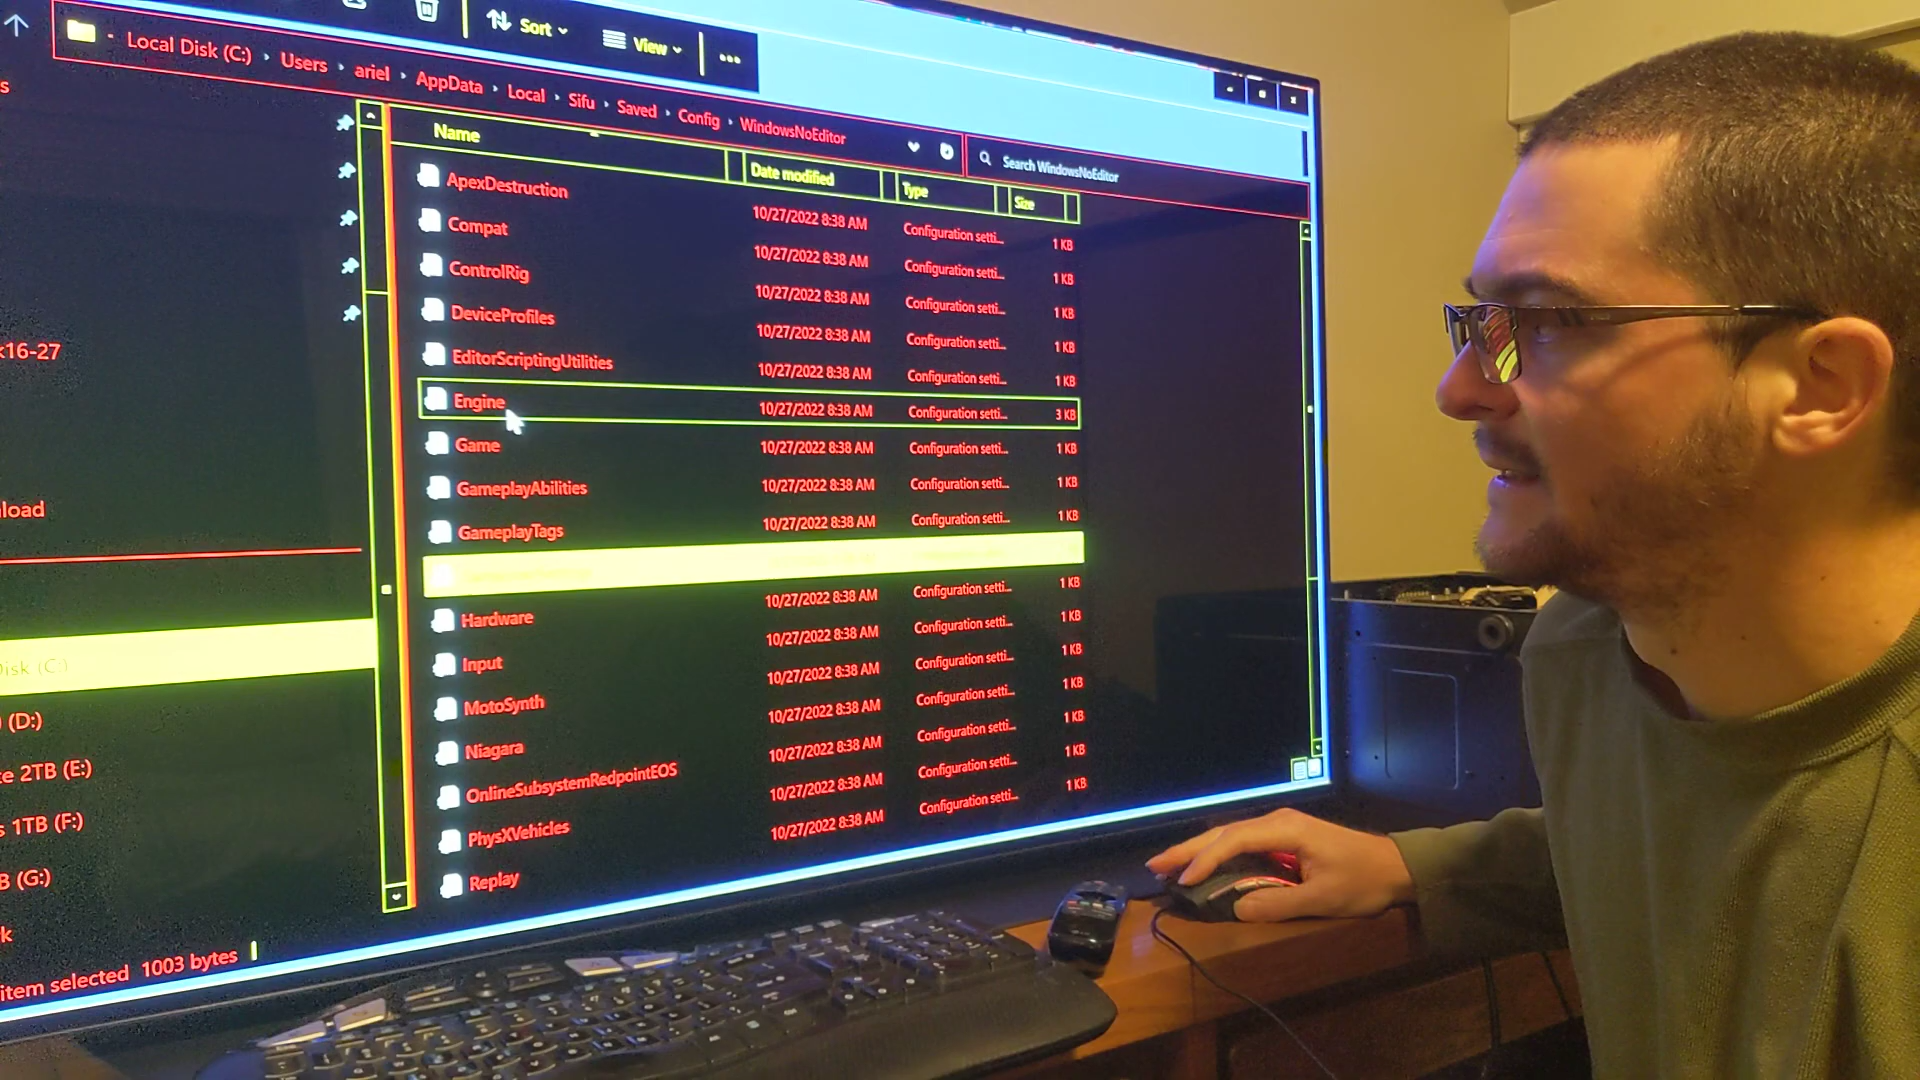 Sort View ...
Local Disk (C:) › Users › ariel › AppData › Local › Sifu › Saved › Config › WindowsNoEditor
Search WindowsNoEditor
Name Date modified Type Size
ApexDestruction 10/27/2022 8:38 AM Configuration setti... 1 KB
Compat 10/27/2022 8:38 AM Configuration setti... 1 KB
ControlRig 10/27/2022 8:38 AM Configuration setti... 1 KB
DeviceProfiles 10/27/2022 8:38 AM Configuration setti... 1 KB
EditorScriptingUtilities 10/27/2022 8:38 AM Configuration setti... 1 KB
Engine 10/27/2022 8:38 AM Configuration setti... 3 KB
Game 10/27/2022 8:38 AM Configuration setti... 1 KB
GameplayAbilities 10/27/2022 8:38 AM Configuration setti... 1 KB
GameplayTags 10/27/2022 8:38 AM Configuration setti... 1 KB
Hardware 10/27/2022 8:38 AM Configuration setti... 1 KB
Input 10/27/2022 8:38 AM Configuration setti... 1 KB
MotoSynth 10/27/2022 8:38 AM Configuration setti... 1 KB
Niagara 10/27/2022 8:38 AM Configuration setti... 1 KB
OnlineSubsystemRedpointEOS 10/27/2022 8:38 AM Configuration setti... 1 KB
PhysXVehicles 10/27/2022 8:38 AM Configuration setti... 1 KB
Replay 10/27/2022 8:38 AM Configuration setti... 1 KB
s
k16-27
load
Disk (C:)
(D:)
te 2TB (E:)
s 1TB (F:)
B (G:)
rk
item selected 1003 bytes